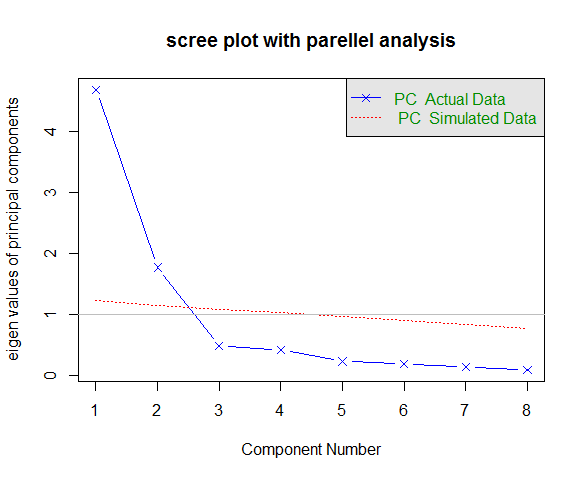 scree plot with parellel analysis
PC  Actual Data
PC  Simulated Data
eigen values of principal components
4
3
2
1
0
1 2 3 4 5 6 7 8
Component Number